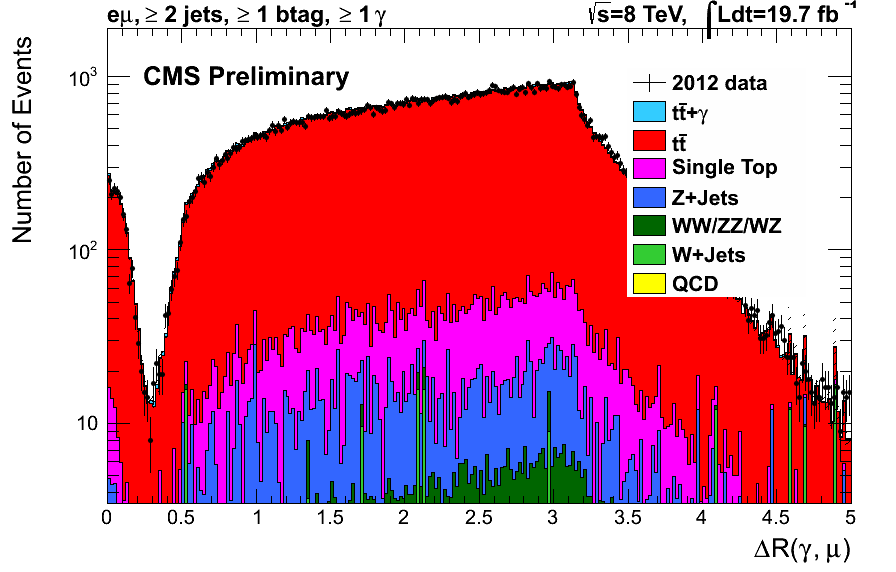 eμ, ≥ 2 jets, ≥ 1 btag, ≥ 1 γ
√s=8 TeV, ∫Ldt=19.7 fb⁻¹
CMS Preliminary
Number of Events
10³
10²
10
2012 data
tt̄+γ
tt̄
Single Top
Z+Jets
WW/ZZ/WZ
W+Jets
QCD
0 0.5 1 1.5 2 2.5 3 3.5 4 4.5 5
ΔR(γ, μ)